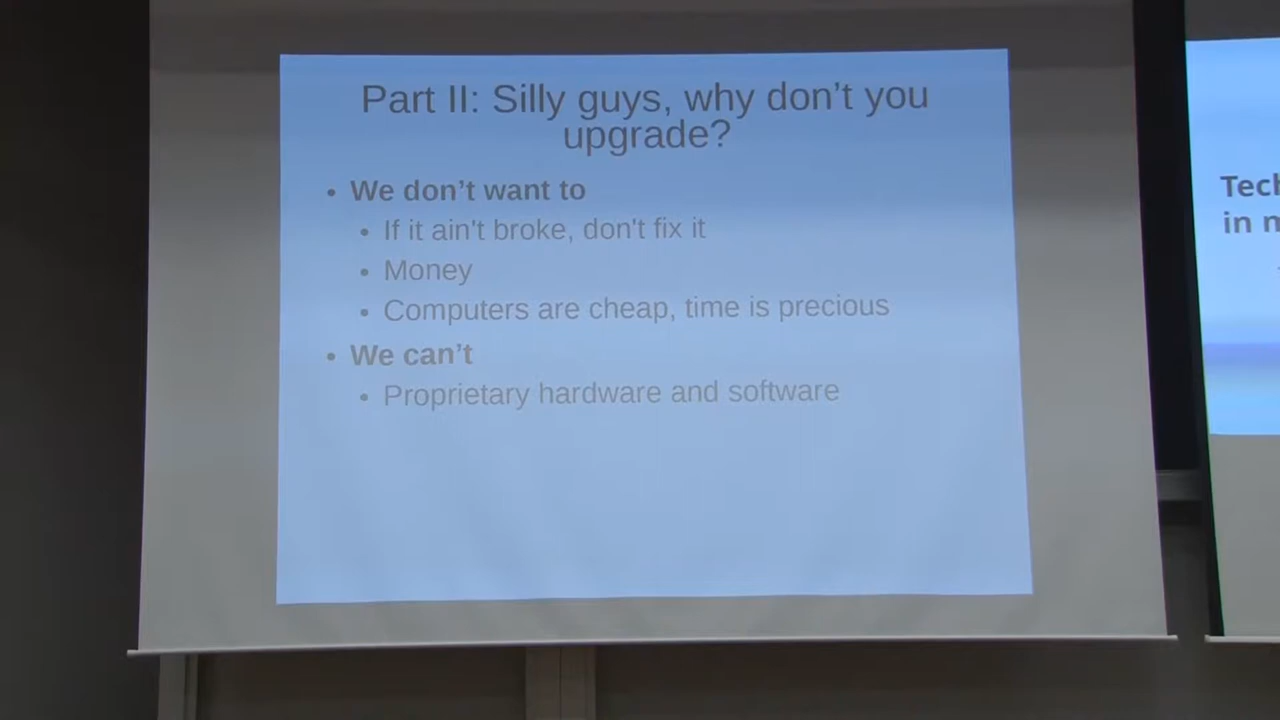 Part II: Silly guys, why don’t you
upgrade?
• We don’t want to
• If it ain't broke, don't fix it
• Money
• Computers are cheap, time is precious
• We can’t
• Proprietary hardware and software